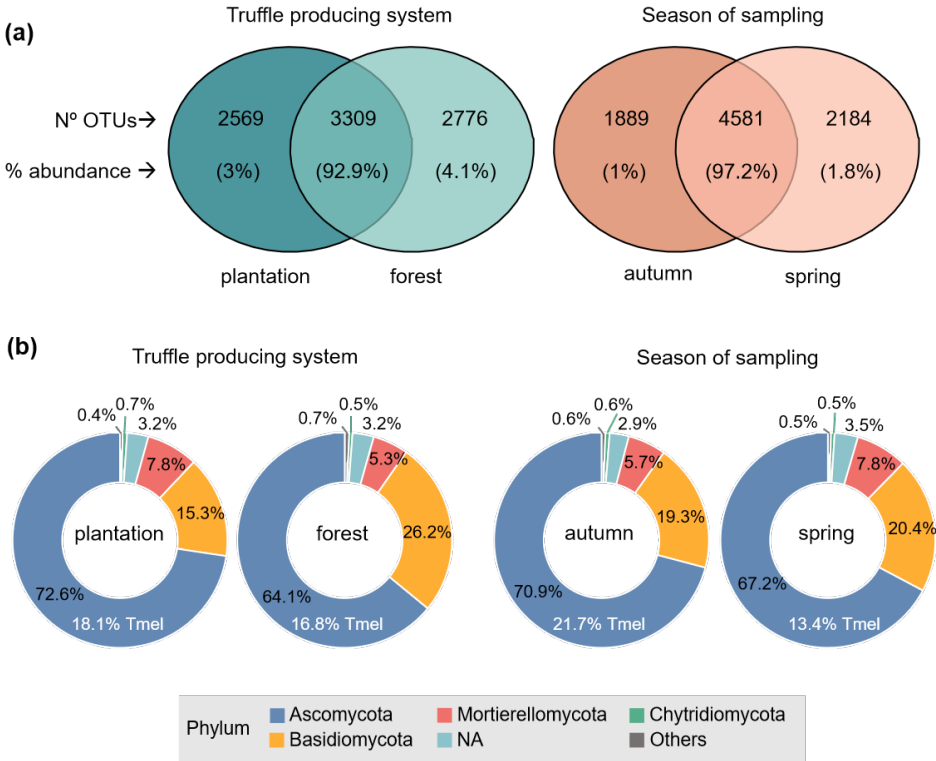 (a)
Truffle producing system
Season of sampling
Nº OTUs→
2569
3309
2776
1889
4581
2184
% abundance →
(3%)
(92.9%)
(4.1%)
(1%)
(97.2%)
(1.8%)
plantation
forest
autumn
spring
(b)
Truffle producing system
Season of sampling
0.4%
0.7%
3.2%
7.8%
15.3%
plantation
72.6%
18.1% Tmel
0.7%
0.5%
3.2%
5.3%
26.2%
forest
64.1%
16.8% Tmel
0.6%
0.6%
2.9%
5.7%
19.3%
autumn
70.9%
21.7% Tmel
0.5%
0.5%
3.5%
7.8%
20.4%
spring
67.2%
13.4% Tmel
Phylum
Ascomycota
Mortierellomycota
Chytridiomycota
Basidiomycota
NA
Others